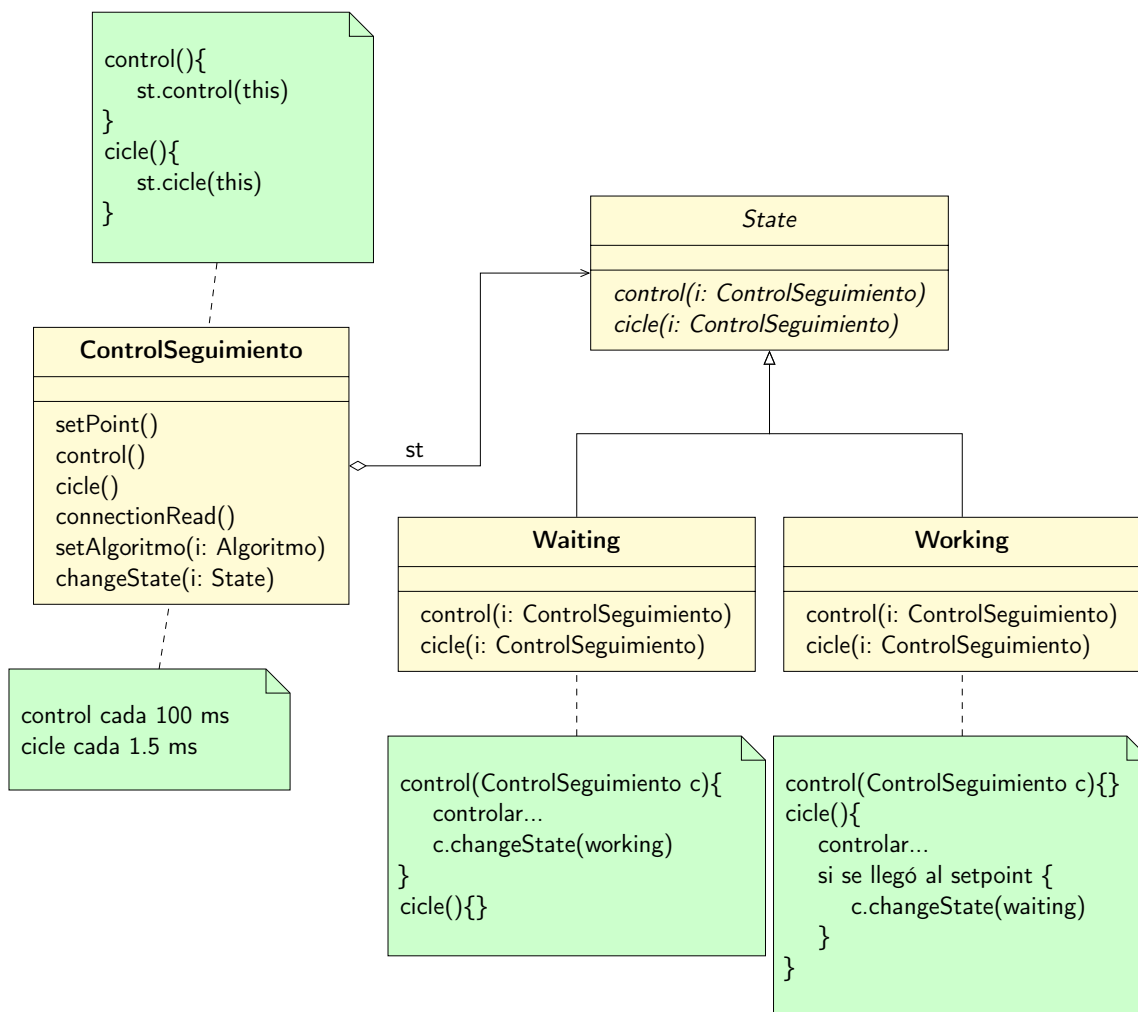 control(){
st.control(this)
}
cicle(){
st.cicle(this)
}
State
control(i: ControlSeguimiento)
cicle(i: ControlSeguimiento)
ControlSeguimiento
setPoint()
control()
cicle()
connectionRead()
setAlgoritmo(i: Algoritmo)
changeState(i: State)
st
Waiting
control(i: ControlSeguimiento)
cicle(i: ControlSeguimiento)
Working
control(i: ControlSeguimiento)
cicle(i: ControlSeguimiento)
control cada 100 ms
cicle cada 1.5 ms
control(ControlSeguimiento c){
controlar...
c.changeState(working)
}
cicle(){}
control(ControlSeguimiento c){}
cicle(){
controlar...
si se llegó al setpoint {
c.changeState(waiting)
}
}